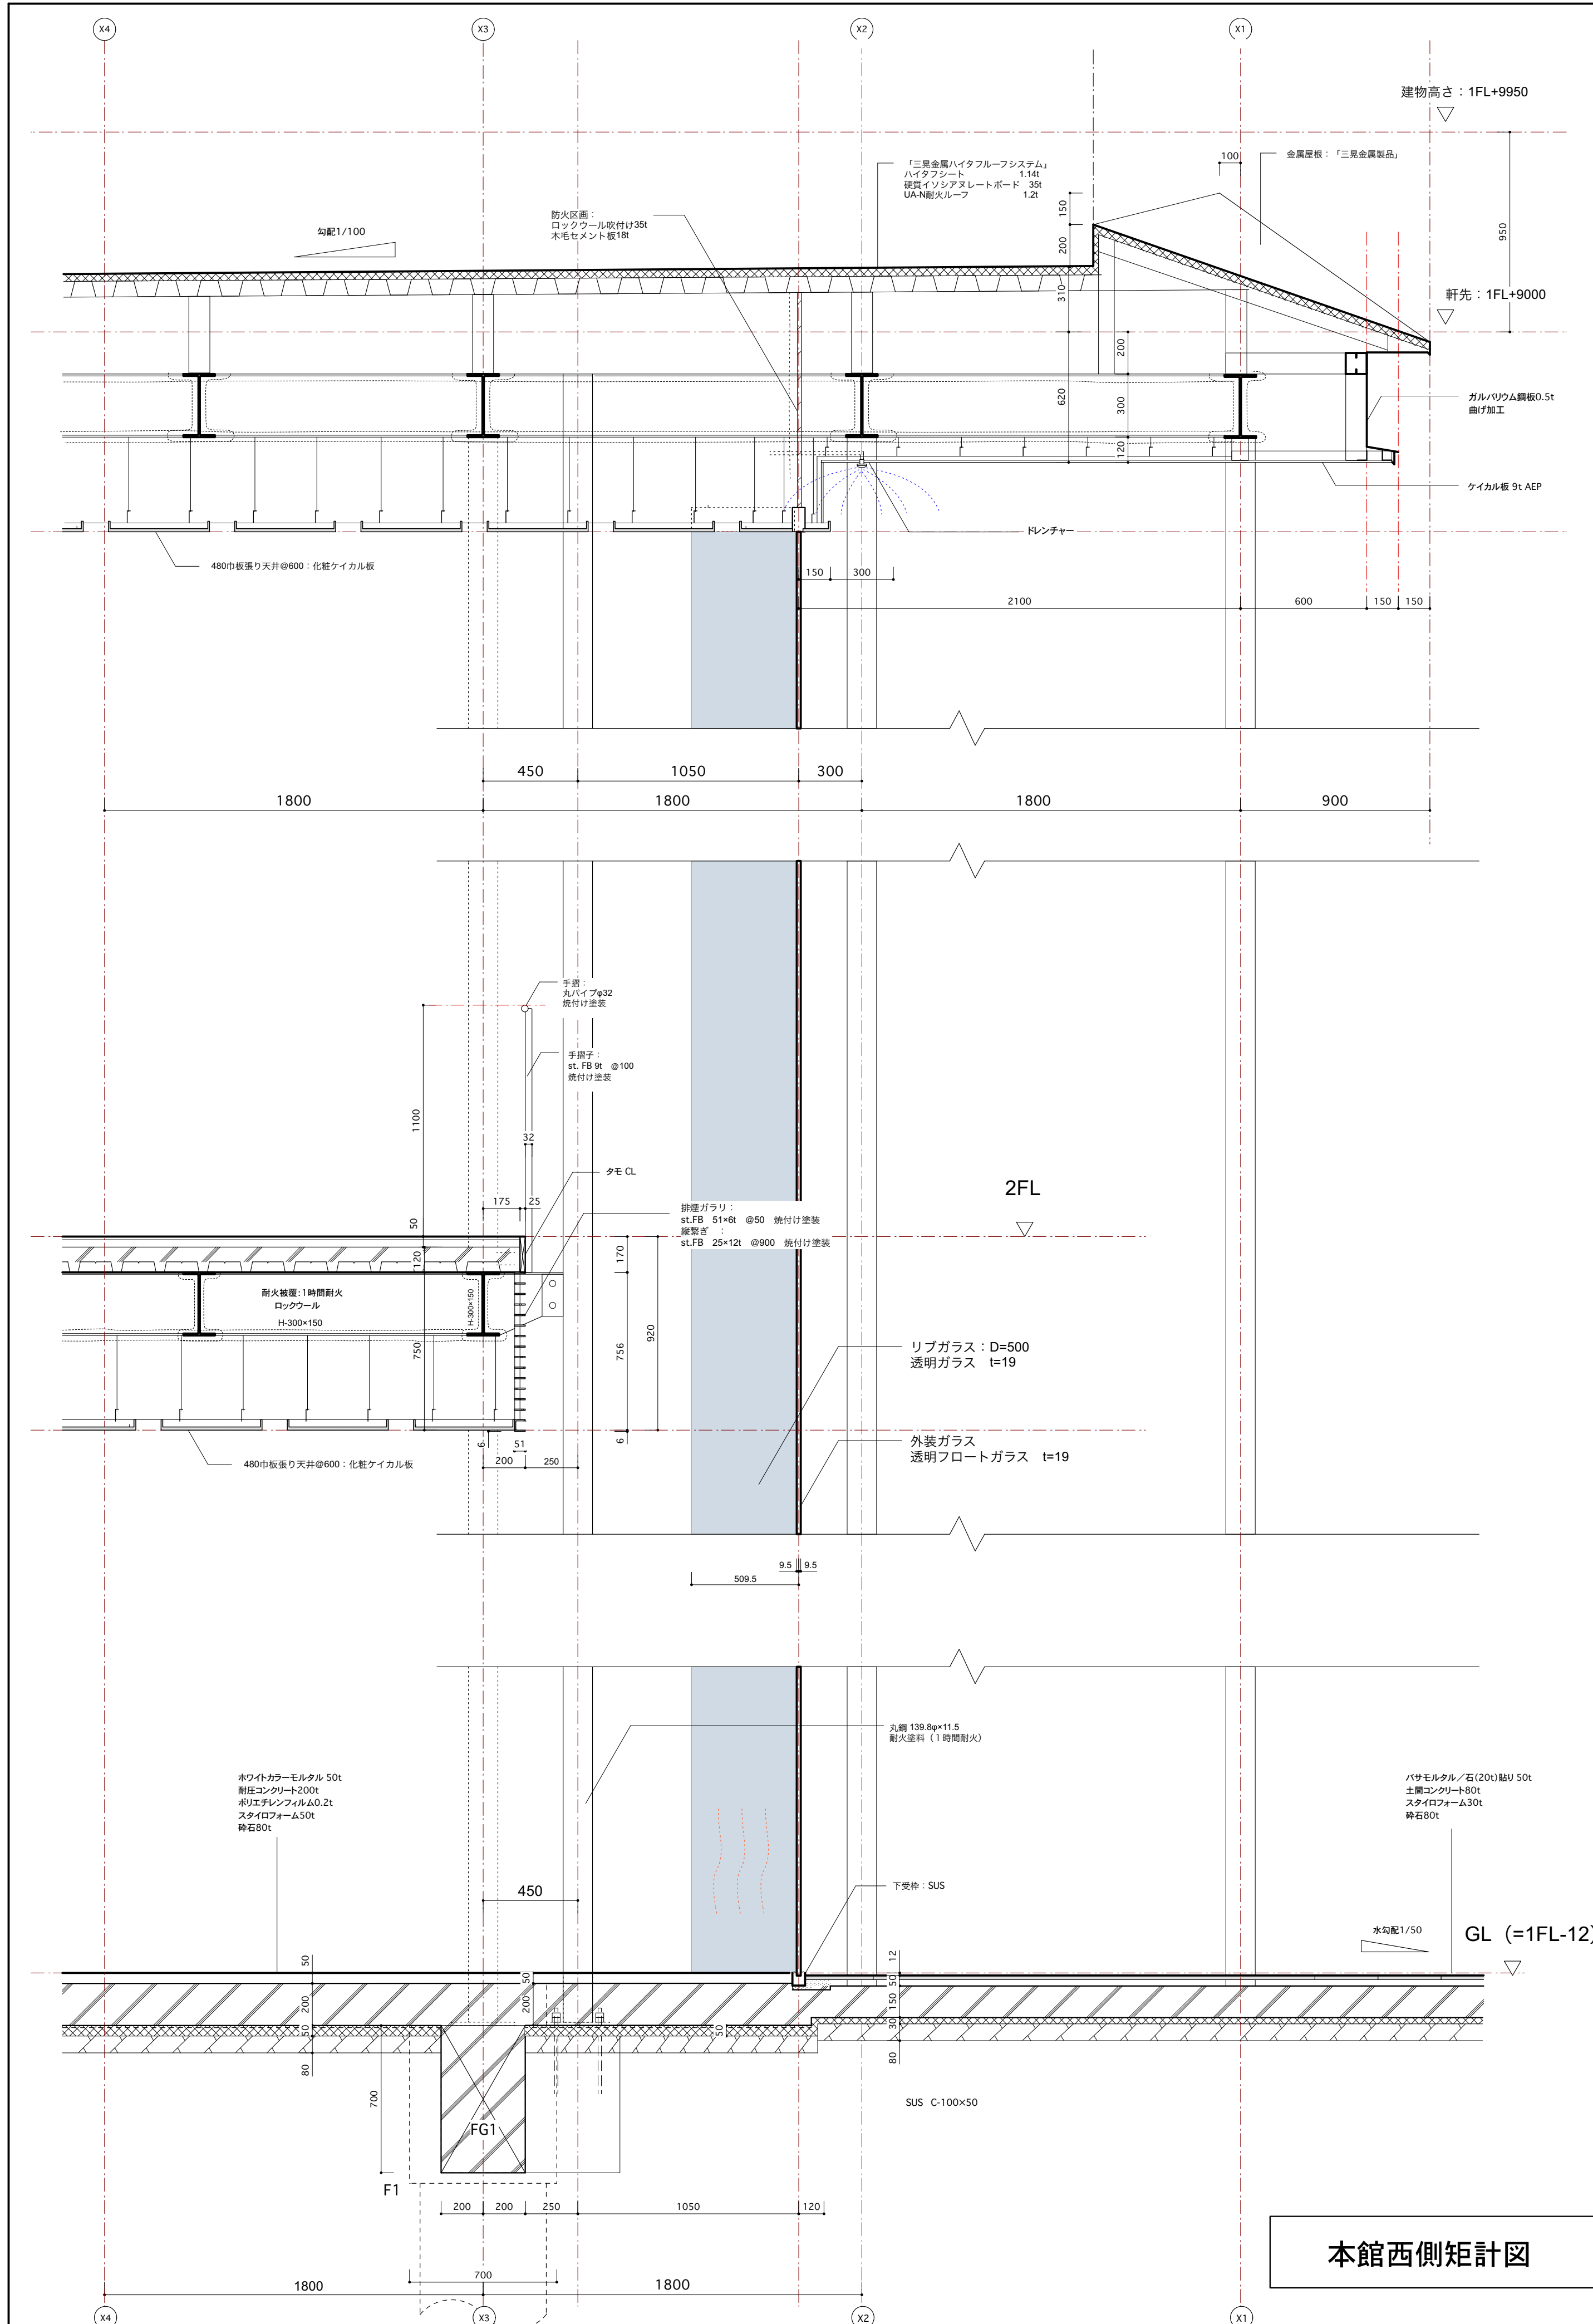 X4
X3
X2
X1
建物高さ：1FL+9950
「三晃金属ハイタフルーフシステム」
ハイタフシート 1.14t
硬質イソシアヌレートボード 35t
UA-N耐火ルーフ 1.2t
100
金属屋根：「三晃金属製品」
防火区画：
ロックウール吹付け35t
木毛セメント板18t
勾配1/100
150
200
310
950
軒先：1FL+9000
200
620
300
120
ガルバリウム鋼板0.5t
曲げ加工
ケイカル板 9t AEP
ドレンチャー
480巾板張り天井@600：化粧ケイカル板
150
300
2100
600
150
150
450
1050
300
1800
1800
1800
900
手摺：
丸パイプφ32
焼付け塗装
手摺子：
st. FB 9t @100
焼付け塗装
1100
32
タモ CL
175
25
排煙ガラリ：
st.FB 51×6t @50 焼付け塗装
縦繋ぎ ：
st.FB 25×12t @900 焼付け塗装
2FL
50
120
170
耐火被覆：1時間耐火
ロックウール
H-300×150
H-300×150
750
756
920
リブガラス：D=500
透明ガラス t=19
外装ガラス
透明フロートガラス t=19
6
51
6
200
250
480巾板張り天井@600：化粧ケイカル板
9.5
9.5
509.5
丸鋼 139.8φ×11.5
耐火塗料（1時間耐火）
ホワイトカラーモルタル 50t
耐圧コンクリート200t
ポリエチレンフィルム0.2t
スタイロフォーム50t
砕石80t
バサモルタル／石(20t)貼り 50t
土間コンクリート80t
スタイロフォーム30t
砕石80t
450
下受枠：SUS
水勾配1/50
GL（=1FL-12）
50
200
50
80
50
200
50
12
50
150
30
80
700
FG1
F1
SUS C-100×50
200
200
250
1050
120
700
1800
1800
本館西側矩計図
X4
X3
X2
X1